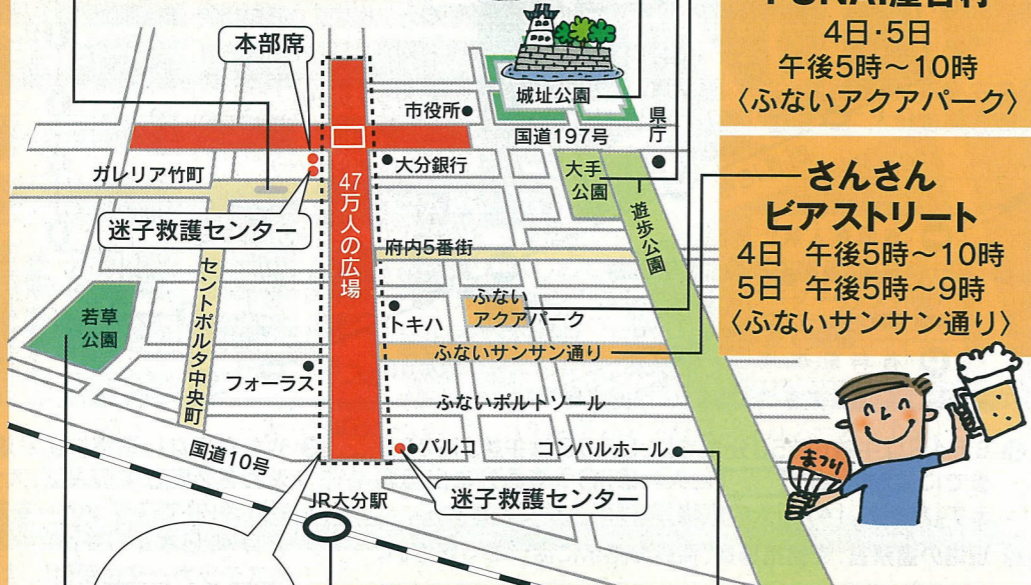 FUNAI屋台村
4日・5日
午後5時〜10時
〈ふないアクアパーク〉
さんさん
ビアストリート
4日 午後5時〜10時
5日 午後5時〜9時
〈ふないサンサン通り〉
本部席
市役所
城址公園
国道197号
県庁
ガレリア竹町
大分銀行
大手
公園
遊歩公園
迷子救護センター
47万人の広場
府内5番街
セントポルタ中央町
若草
公園
トキハ
ふない
アクアパーク
ふないサンサン通り
フォーラス
ふないポルトソール
国道10号
パルコ
コンパルホール
JR大分駅
迷子救護センター
まつり